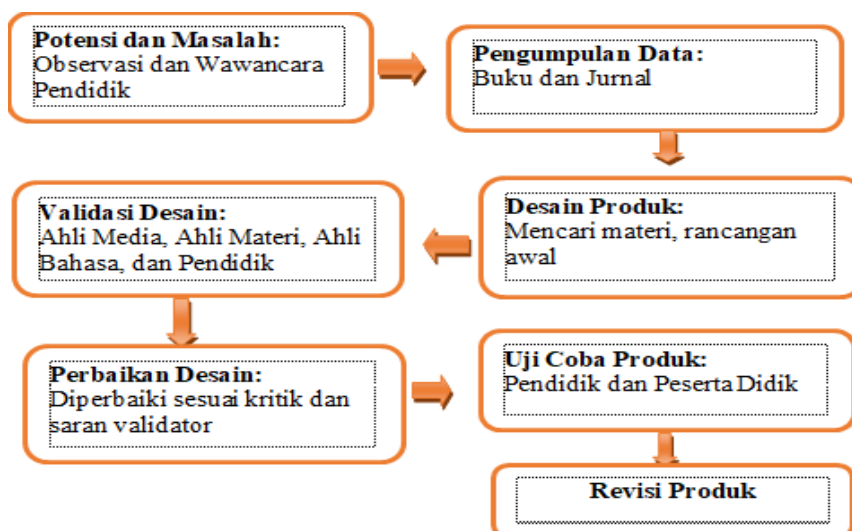 Potensi dan Masalah:
Observasi dan Wawancara
Pendidik
Pengumpulan Data:
Buku dan Jurnal
Desain Produk:
Mencari materi, rancangan
awal
Validasi Desain:
Ahli Media, Ahli Materi, Ahli
Bahasa, dan Pendidik
Perbaikan Desain:
Diperbaiki sesuai kritik dan
saran validator
Uji Coba Produk:
Pendidik dan Peserta Didik
Revisi Produk